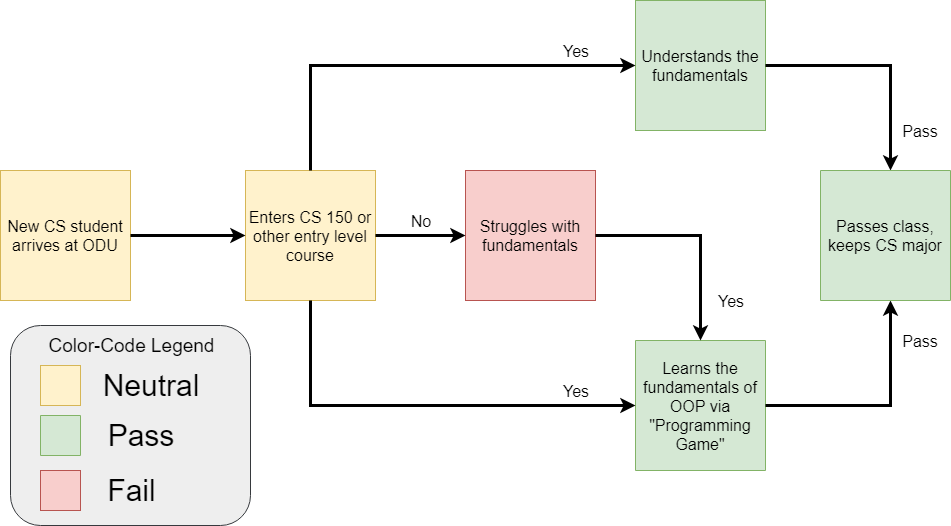 Yes
Understands the
fundamentals
Pass
New CS student
arrives at ODU
Enters CS 150 or
other entry level
course
No
Struggles with
fundamentals
Passes class,
keeps CS major
Yes
Pass
Yes
Learns the
fundamentals of
OOP via
"Programming
Game"
Color-Code Legend
Neutral
Pass
Fail